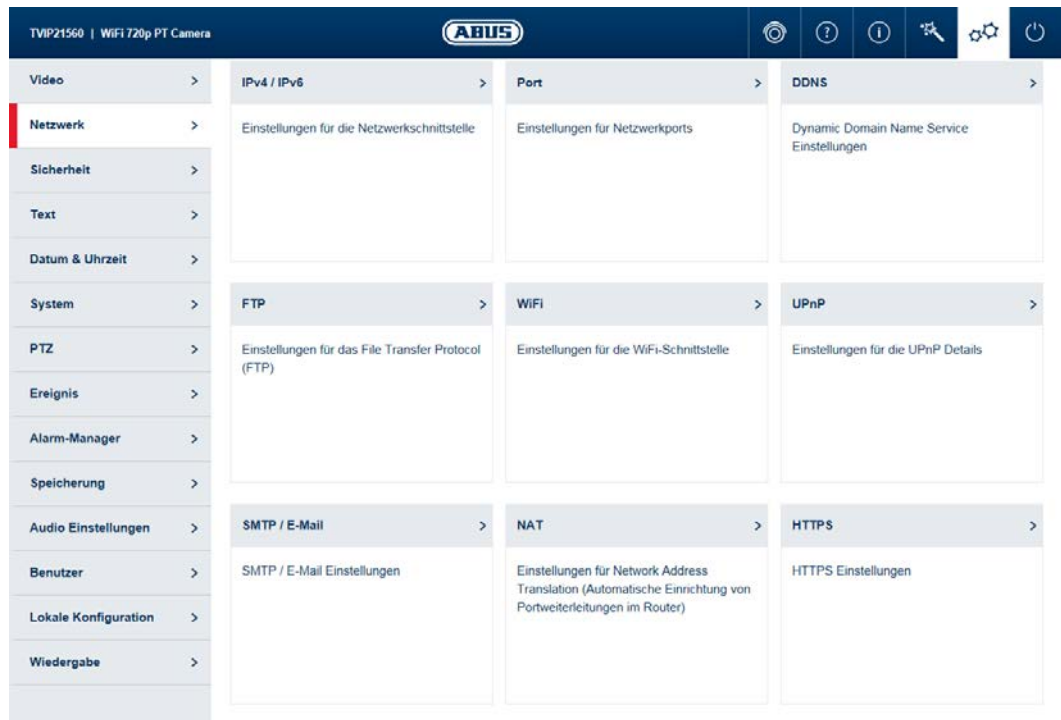 TVIP21560 | WiFi 720p PT Camera
ABUS
Video
Netzwerk
Sicherheit
Text
Datum & Uhrzeit
System
PTZ
Ereignis
Alarm-Manager
Speicherung
Audio Einstellungen
Benutzer
Lokale Konfiguration
Wiedergabe
IPv4 / IPv6
Einstellungen für die Netzwerkschnittstelle
Port
Einstellungen für Netzwerkports
DDNS
Dynamic Domain Name Service
Einstellungen
FTP
Einstellungen für das File Transfer Protocol
(FTP)
WiFi
Einstellungen für die WiFi-Schnittstelle
UPnP
Einstellungen für die UPnP Details
SMTP / E-Mail
SMTP / E-Mail Einstellungen
NAT
Einstellungen für Network Address
Translation (Automatische Einrichtung von
Portweiterleitungen im Router)
HTTPS
HTTPS Einstellungen